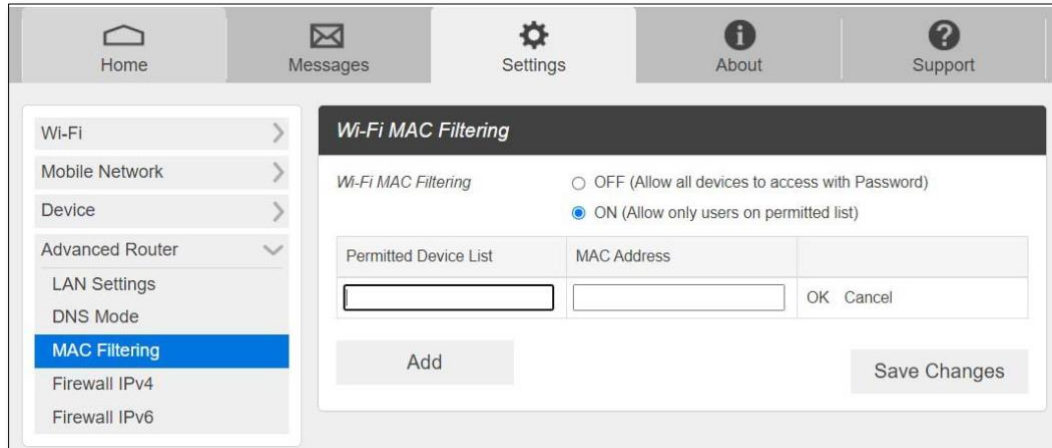 Home Messages Settings About Support
Wi-Fi
Mobile Network
Device
Advanced Router
LAN Settings
DNS Mode
MAC Filtering
Firewall IPv4
Firewall IPv6
Wi-Fi MAC Filtering
Wi-Fi MAC Filtering
OFF (Allow all devices to access with Password)
ON (Allow only users on permitted list)
Permitted Device List MAC Address
OK Cancel
Add
Save Changes